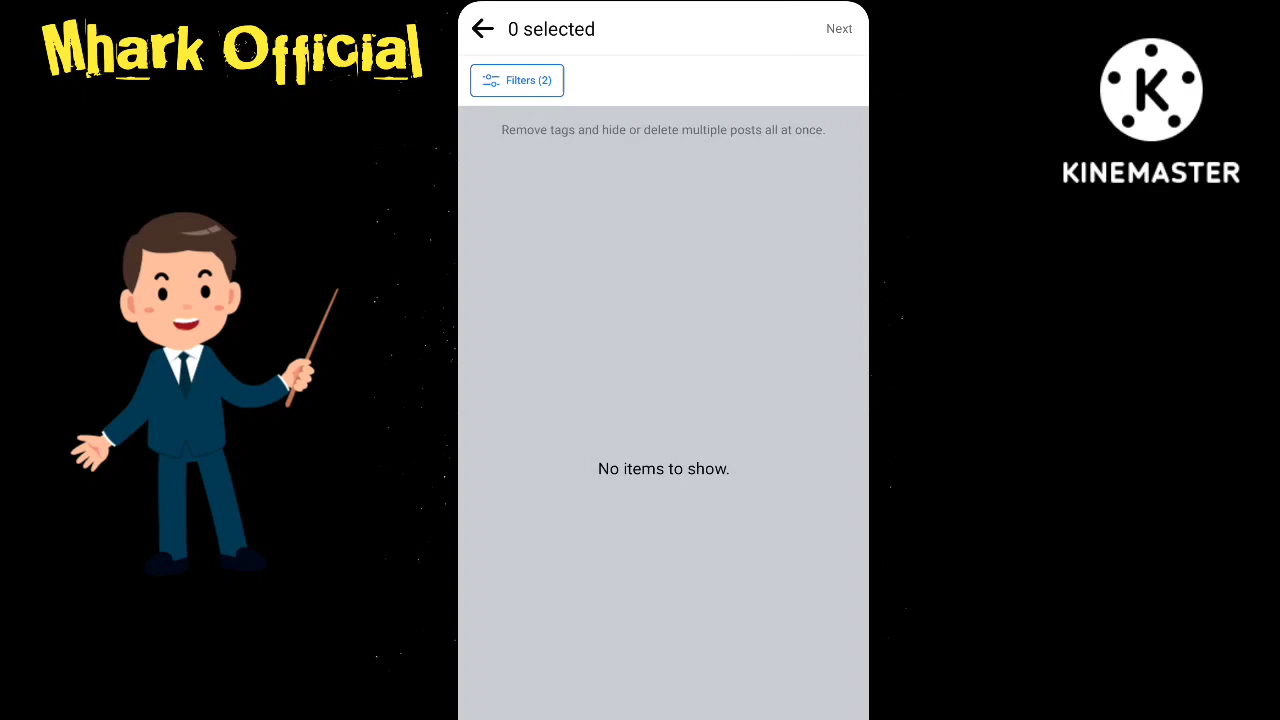 Mhark Official
0 selected
Next
Filters (2)
Remove tags and hide or delete multiple posts all at once.
No items to show.
K
KINEMASTER